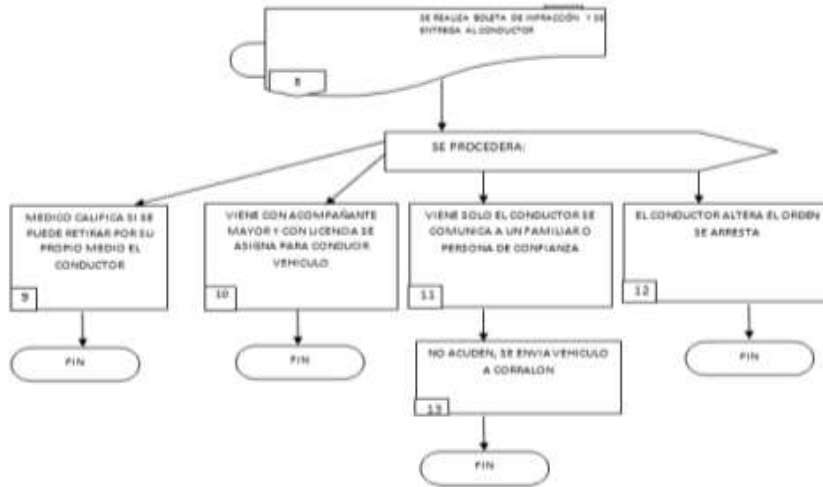 SE REALIZA BOLETA DE INFRACCIÓN Y SE
ENTREGA AL CONDUCTOR
8
SE PROCEDERA:
MEDICO CALIFICA SI SE
PUEDE RETIRAR POR SU
PROPIO MEDIO EL
CONDUCTOR
9
VIENE CON ACOMPAÑANTE
MAYOR Y CON LICENCIA SE
ASIGNA PARA CONDUCIR
VEHICULO
10
VIENE SOLO EL CONDUCTOR SE
COMUNICA A UN FAMILIAR O
PERSONA DE CONFIANZA
11
EL CONDUCTOR ALTERA EL ORDEN
SE ARRESTA
12
FIN
FIN
NO ACUDEN, SE ENVIA VEHICULO
A CORRALON
13
FIN
FIN